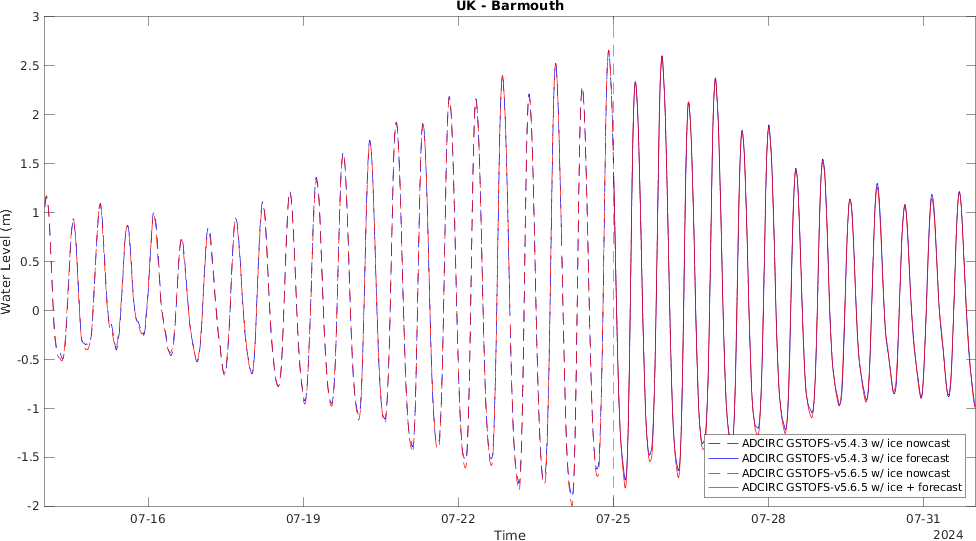 UK - Barmouth
3
2.5
2
1.5
1
0.5
0
-0.5
-1
-1.5
-2
Water Level (m)
ADCIRC GSTOFS-v5.4.3 w/ ice nowcast
ADCIRC GSTOFS-v5.4.3 w/ ice forecast
ADCIRC GSTOFS-v5.6.5 w/ ice nowcast
ADCIRC GSTOFS-v5.6.5 w/ ice + forecast
07-16 07-19 07-22 07-25 07-28 07-31
Time
2024